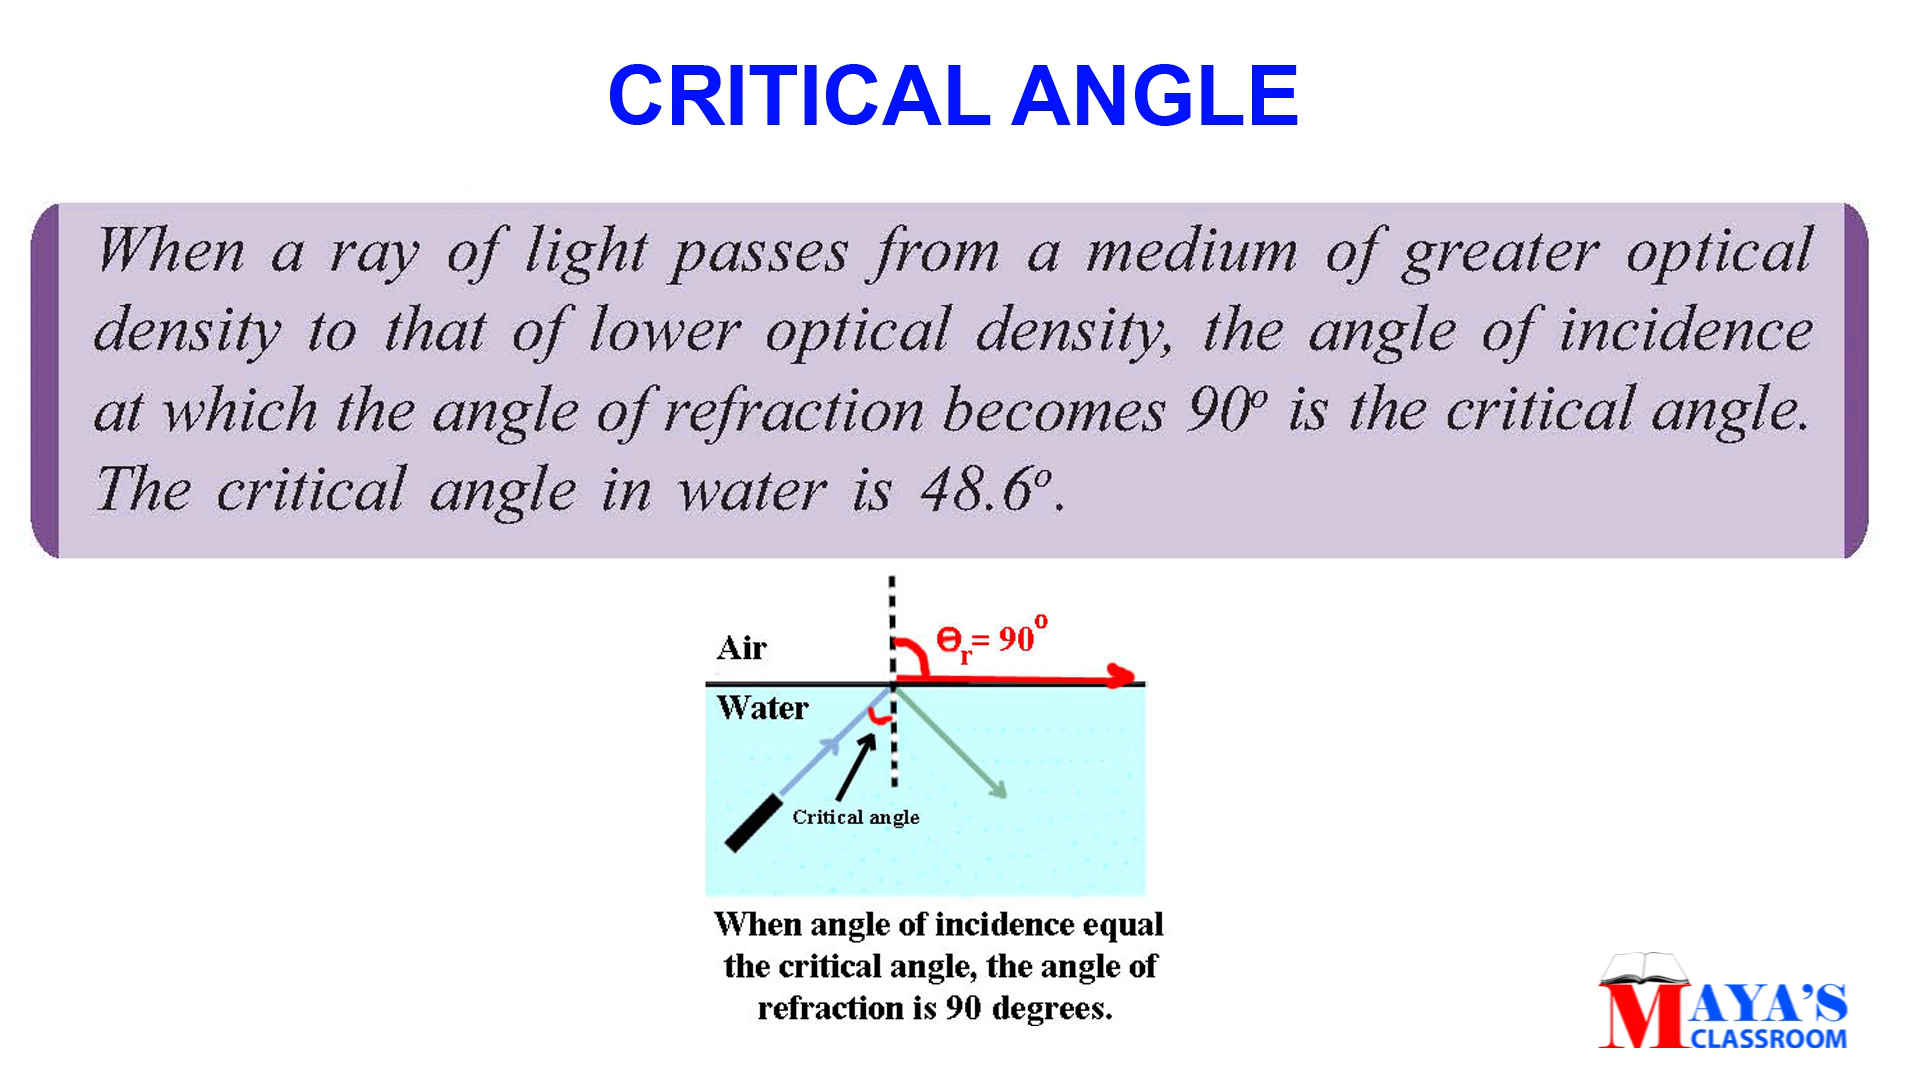 CRITICAL ANGLE
When a ray of light passes from a medium of greater optical
density to that of lower optical density, the angle of incidence
at which the angle of refraction becomes 90º is the critical angle.
The critical angle in water is 48.6º.
Air
Θr= 90º
Water
Critical angle
When angle of incidence equal
the critical angle, the angle of
refraction is 90 degrees.
MAYA'S
CLASSROOM